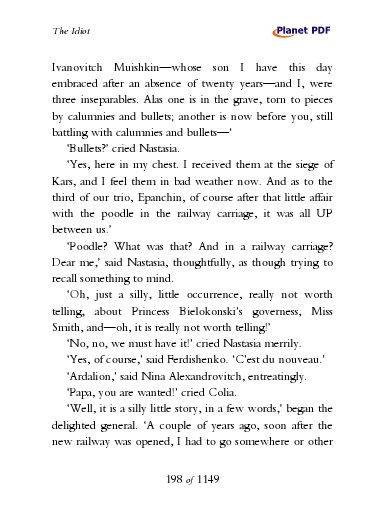 The Idiot
Planet PDF
Ivanovitch Muishkin—whose son I have this day
embraced after an absence of twenty years—and I, were
three inseparables. Alas one is in the grave, torn to pieces
by calumnies and bullets; another is now before you, still
battling with calumnies and bullets—‘
‘Bullets?’ cried Nastasia.
‘Yes, here in my chest. I received them at the siege of
Kars, and I feel them in bad weather now. And as to the
third of our trio, Epanchin, of course after that little affair
with the poodle in the railway carriage, it was all UP
between us.’
‘Poodle? What was that? And in a railway carriage?
Dear me,’ said Nastasia, thoughtfully, as though trying to
recall something to mind.
‘Oh, just a silly, little occurrence, really not worth
telling, about Princess Bielokonski’s governess, Miss
Smith, and—oh, it is really not worth telling!’
‘No, no, we must have it!’ cried Nastasia merrily.
‘Yes, of course,’ said Ferdishenko. ‘C’est du nouveau.’
‘Ardalion,’ said Nina Alexandrovitch, entreatingly.
‘Papa, you are wanted!’ cried Colia.
‘Well, it is a silly little story, in a few words,’ began the
delighted general. ‘A couple of years ago, soon after the
new railway was opened, I had to go somewhere or other
198 of 1149